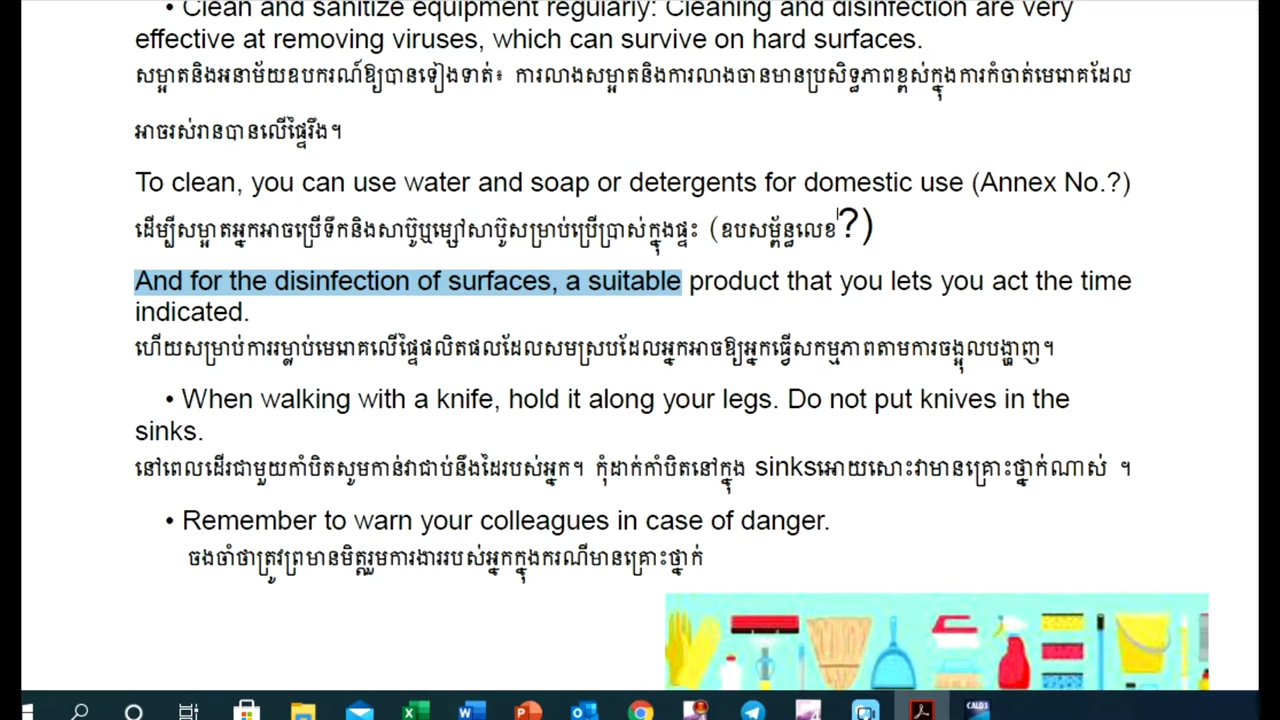 • Clean and sanitize equipment regularly: Cleaning and disinfection are very
effective at removing viruses, which can survive on hard surfaces.
សម្អាតនិងអនាម័យឧបករណ៍ឱ្យបានទៀងទាត់៖ ការលាងសម្អាតនិងការលាងចានមានប្រសិទ្ធភាពខ្ពស់ក្នុងការកំចាត់មេរោគដែល
អាចរស់រានបានលើផ្ទៃរឹង។
To clean, you can use water and soap or detergents for domestic use (Annex No.?)
ដើម្បីសម្អាតអ្នកអាចប្រើទឹកនិងសាប៊ូឬម្សៅសាប៊ូសម្រាប់ប្រើប្រាស់ក្នុងផ្ទះ (ឧបសម្ព័ន្ធលេខ?)
And for the disinfection of surfaces, a suitable product that you lets you act the time
indicated.
ហើយសម្រាប់ការរម្លាប់មេរោគលើផ្ទៃផលិតផលដែលសមស្របដែលអ្នកអាចឱ្យអ្នកធ្វើសកម្មភាពតាមការចង្អុលបង្ហាញ។
• When walking with a knife, hold it along your legs. Do not put knives in the
sinks.
នៅពេលដើរជាមួយកាំបិតសូមកាន់វាជាប់នឹងដៃរបស់អ្នក។ កុំដាក់កាំបិតនៅក្នុង sinksអោយសោះវាមានគ្រោះថ្នាក់ណាស់ ។
• Remember to warn your colleagues in case of danger.
ចងចាំថាត្រូវព្រមានមិត្តរួមការងាររបស់អ្នកក្នុងករណីមានគ្រោះថ្នាក់
CALD3